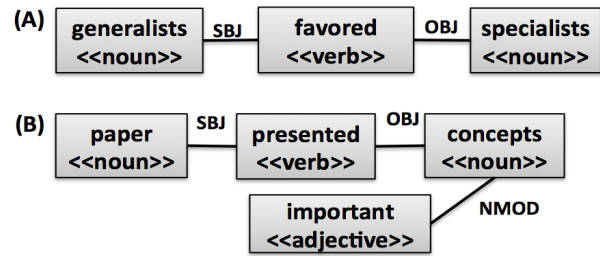 (A)
generalists
<<noun>>
SBJ
favored
<<verb>>
OBJ
specialists
<<noun>>
(B)
paper
<<noun>>
SBJ
presented
<<verb>>
OBJ
concepts
<<noun>>
NMOD
important
<<adjective>>